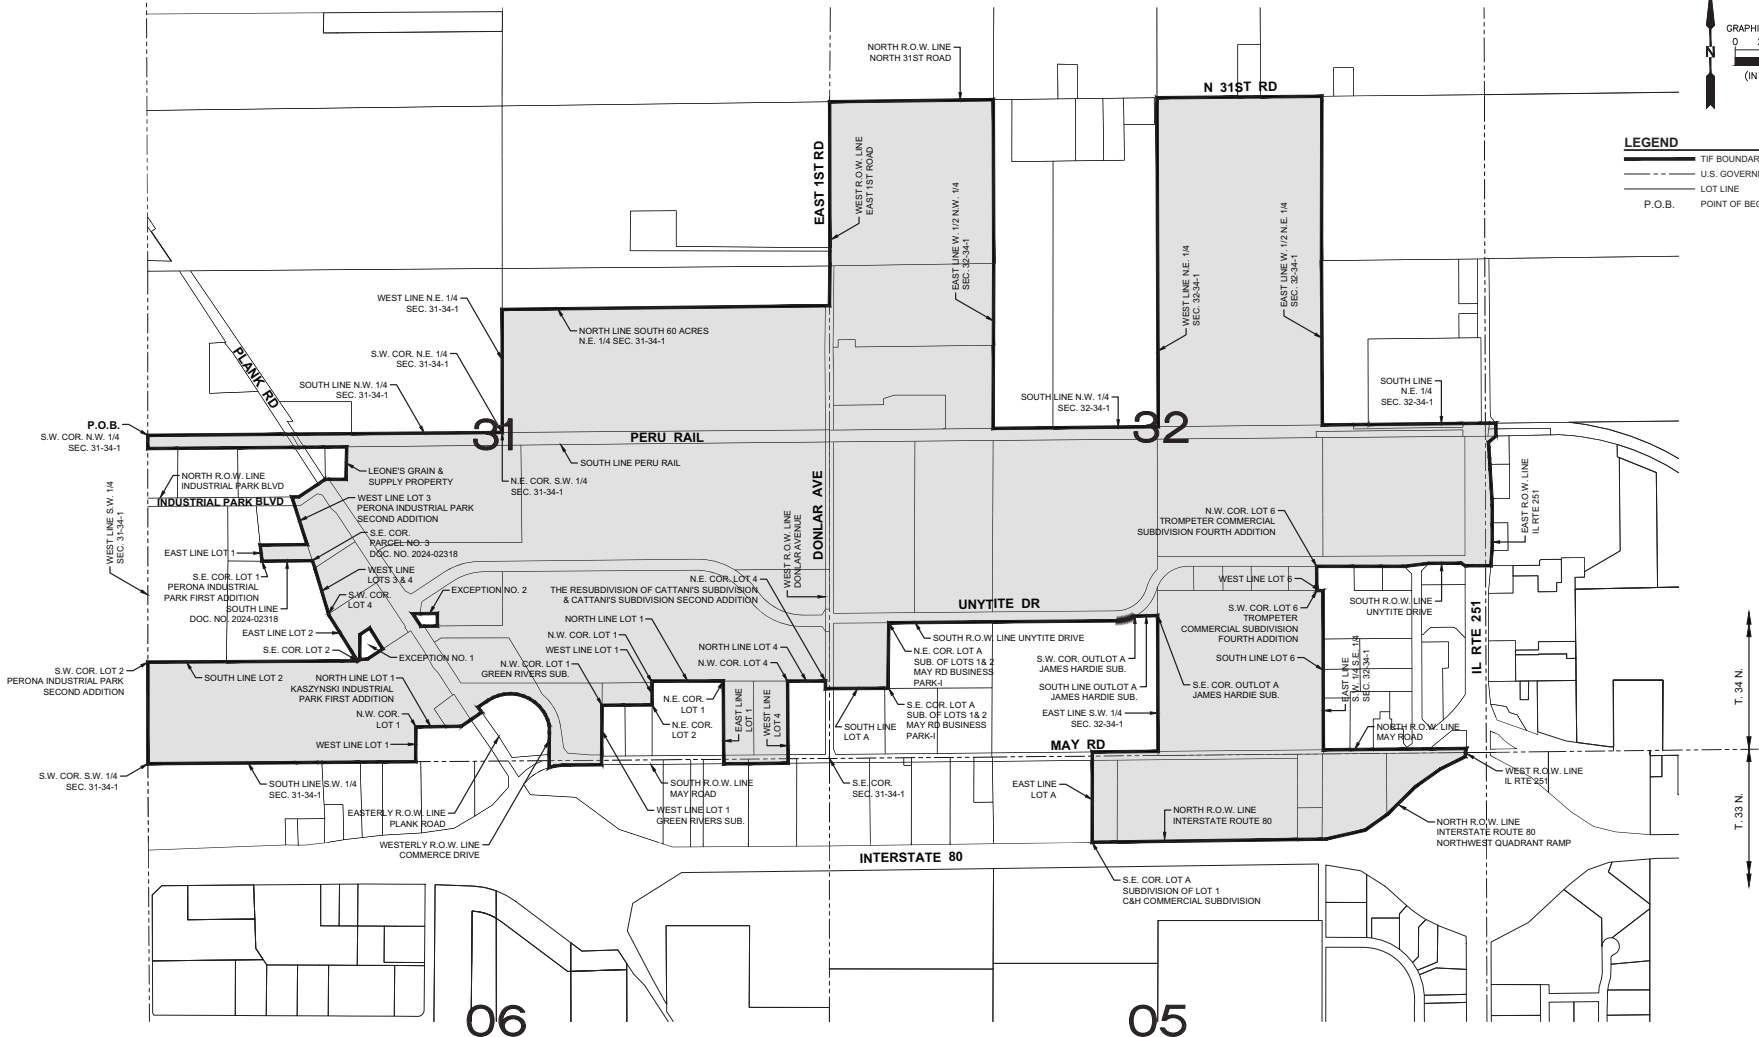 NORTH R.O.W. LINE
NORTH 31ST ROAD
N 31ST RD
N
GRAPHI
0
(IN
LEGEND
TIF BOUNDAR
U.S. GOVERN
LOT LINE
P.O.B.
POINT OF BEG
EAST 1ST RD
WEST R.O.W. LINE
EAST 1ST ROAD
EAST LINE W. 1/2 N.W. 1/4
SEC. 32-34-1
WEST LINE N.E. 1/4
SEC. 32-34-1
EAST LINE W. 1/2 N.E. 1/4
SEC. 32-34-1
WEST LINE N.E. 1/4
SEC. 31-34-1
NORTH LINE SOUTH 60 ACRES
N.E. 1/4 SEC. 31-34-1
S.W. COR. N.E. 1/4
SEC. 31-34-1
SOUTH LINE N.W. 1/4
SEC. 31-34-1
PLANK RD
SOUTH LINE N.W. 1/4
SEC. 32-34-1
SOUTH LINE
N.E. 1/4
SEC. 32-34-1
P.O.B.
S.W. COR. N.W. 1/4
SEC. 31-34-1
31
32
PERU RAIL
SOUTH LINE PERU RAIL
N.E. COR. S.W. 1/4
SEC. 31-34-1
LEONE'S GRAIN &
SUPPLY PROPERTY
NORTH R.O.W. LINE
INDUSTRIAL PARK BLVD
INDUSTRIAL PARK BLVD
WEST LINE LOT 3
PERONA INDUSTRIAL PARK
SECOND ADDITION
WEST LINE S.W. 1/4
SEC. 31-34-1
S.E. COR.
PARCEL NO. 3
DOC. NO. 2024-02318
EAST LINE LOT 1
WEST LINE
LOTS 3 & 4
S.E. COR. LOT 1
PERONA INDUSTRIAL
PARK FIRST ADDITION
SOUTH LINE
DOC. NO. 2024-02318
S.W. COR.
LOT 4
EAST LINE LOT 2
S.E. COR. LOT 2
EXCEPTION NO. 1
EXCEPTION NO. 2
THE RESUBDIVISION OF CATTANI'S SUBDIVISION
& CATTANI'S SUBDIVISION SECOND ADDITION
N.E. COR. LOT 4
WEST R.O.W. LINE
DONLAR AVENUE
DONLAR AVE
N.W. COR. LOT 6
TROMPETER COMMERCIAL
SUBDIVISION FOURTH ADDITION
EAST R.O.W. LINE
IL RTE 251
WEST LINE LOT 6
SOUTH R.O.W. LINE
UNYTITE DRIVE
IL RTE 251
S.W. COR. LOT 6
TROMPETER
COMMERCIAL SUBDIVISION
FOURTH ADDITION
SOUTH LINE LOT 6
EAST LINE
S.W. 1/4 S.E. 1/4
SEC. 32-34-1
UNYTITE DR
SOUTH R.O.W. LINE UNYTITE DRIVE
N.E. COR. LOT A
SUB. OF LOTS 1& 2
MAY RD BUSINESS
PARK-I
S.W. COR. OUTLOT A
JAMES HARDIE SUB.
SOUTH LINE OUTLOT A
JAMES HARDIE SUB.
S.E. COR. OUTLOT A
JAMES HARDIE SUB.
EAST LINE S.W. 1/4
SEC. 32-34-1
S.E. COR. LOT A
SUB. OF LOTS 1& 2
MAY RD BUSINESS
PARK-I
SOUTH LINE
LOT A
NORTH LINE LOT 1
N.W. COR. LOT 1
WEST LINE LOT 1
N.W. COR. LOT 1
GREEN RIVERS SUB.
NORTH LINE LOT 4
N.W. COR. LOT 4
N.E. COR.
LOT 1
N.E. COR.
LOT 2
EAST LINE
LOT 1
WEST LINE
LOT 4
S.W. COR. LOT 2
PERONA INDUSTRIAL PARK
SECOND ADDITION
SOUTH LINE LOT 2
NORTH LINE LOT 1
KASZYNSKI INDUSTRIAL
PARK FIRST ADDITION
N.W. COR.
LOT 1
WEST LINE LOT 1
S.W. COR. S.W. 1/4
SEC. 31-34-1
SOUTH LINE S.W. 1/4
SEC. 31-34-1
EASTERLY R.O.W. LINE
PLANK ROAD
WESTERLY R.O.W. LINE
COMMERCE DRIVE
SOUTH R.O.W. LINE
MAY ROAD
WEST LINE LOT 1
GREEN RIVERS SUB.
S.E. COR.
SEC. 31-34-1
MAY RD
NORTH R.O.W. LINE
MAY ROAD
EAST LINE
LOT A
WEST R.O.W. LINE
IL RTE 251
NORTH R.O.W. LINE
INTERSTATE ROUTE 80
NORTH R.O.W. LINE
INTERSTATE ROUTE 80
NORTHWEST QUADRANT RAMP
T. 34 N.
T. 33 N.
INTERSTATE 80
S.E. COR. LOT A
SUBDIVISION OF LOT 1
C&H COMMERCIAL SUBDIVISION
06
05